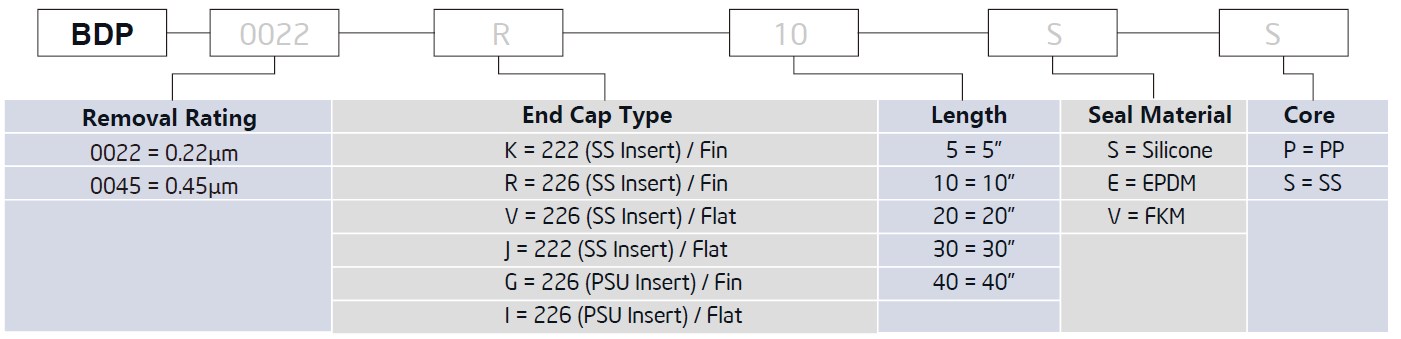 BDP 0022 R 10 S S
Removal Rating End Cap Type Length Seal Material Core
0022 = 0.22μm K = 222 (SS Insert) / Fin 5 = 5” S = Silicone P = PP
0045 = 0.45μm R = 226 (SS Insert) / Fin 10 = 10” E = EPDM S = SS
V = 226 (SS Insert) / Flat 20 = 20” V = FKM
J = 222 (SS Insert) / Flat 30 = 30”
G = 226 (PSU Insert) / Fin 40 = 40”
I = 226 (PSU Insert) / Flat